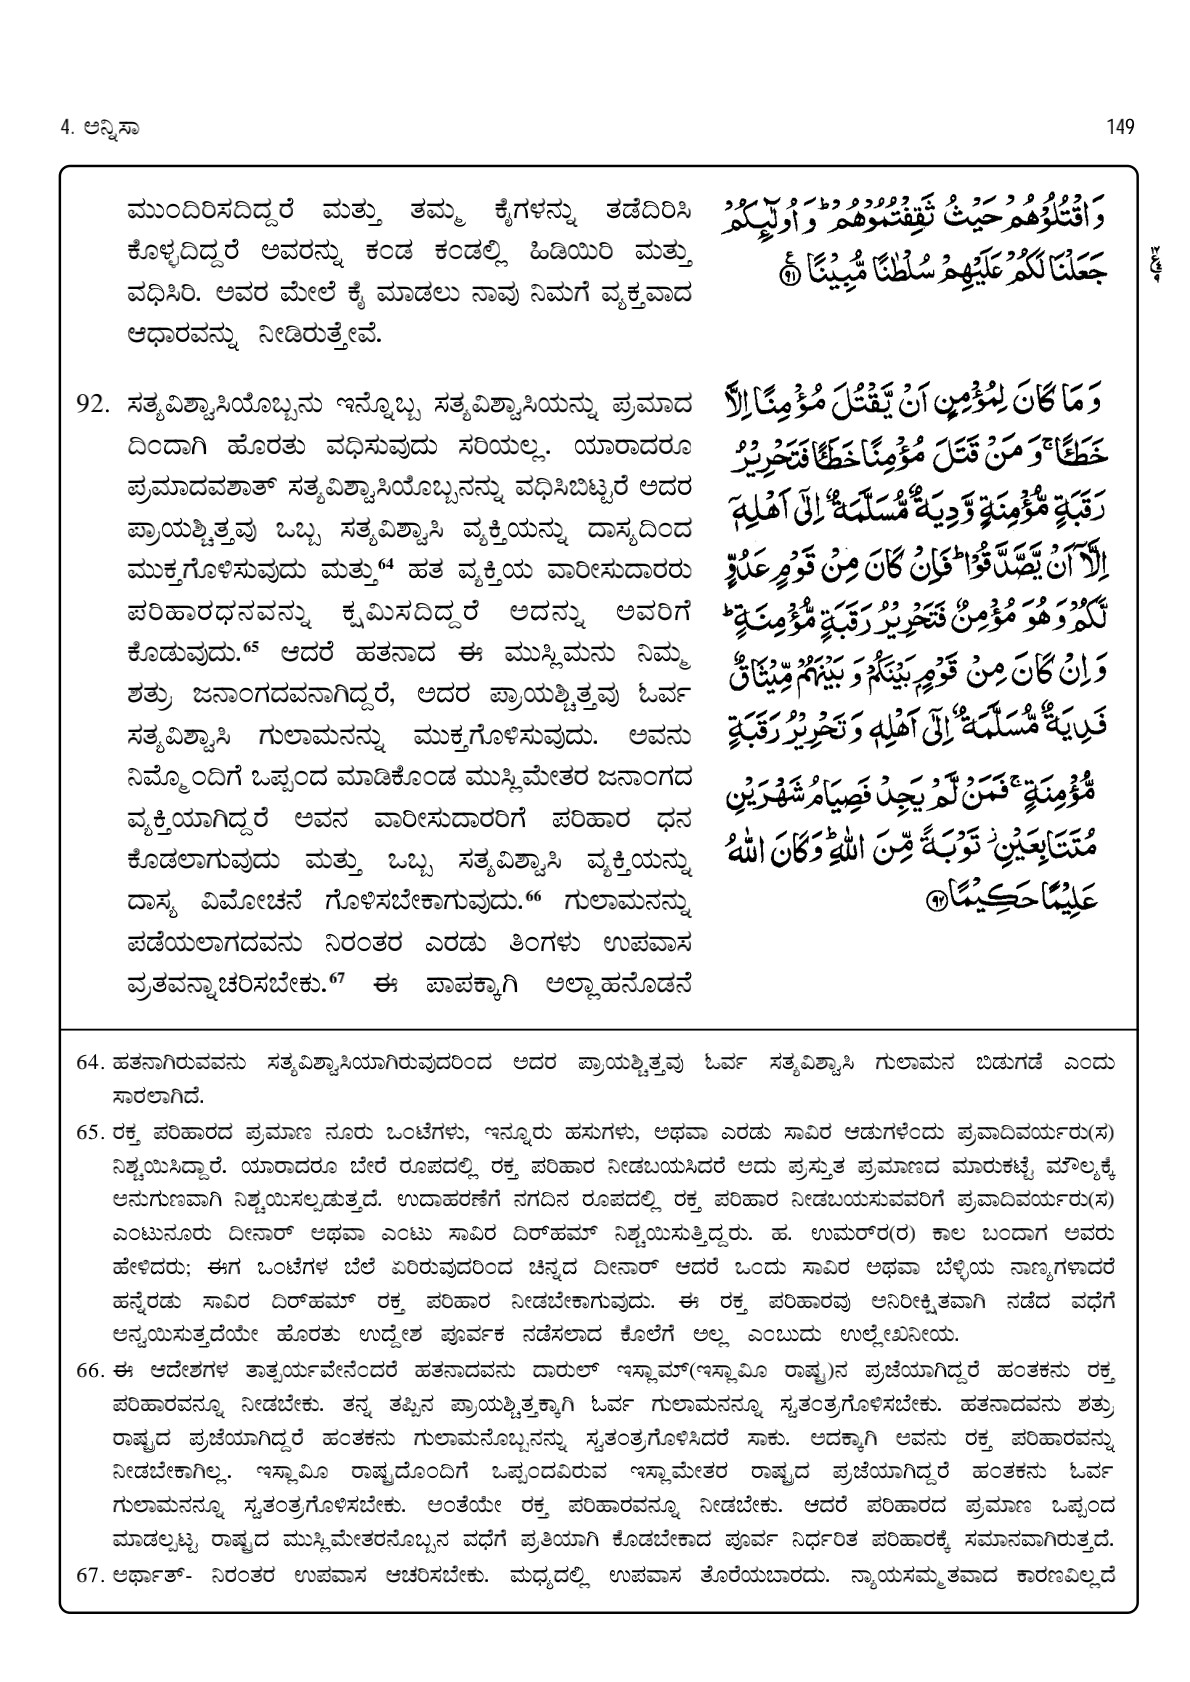 4. ಅನ್ನಿಸಾ
149
ಮುಂದಿರಿಸದಿದ್ದರೆ ಮತ್ತು ತಮ್ಮ ಕೈಗಳನ್ನು ತಡೆದಿರಿಸಿ
ಕೊಳ್ಳದಿದ್ದರೆ ಅವರನ್ನು ಕಂಡ ಕಂಡಲ್ಲಿ ಹಿಡಿಯಿರಿ ಮತ್ತು
ವಧಿಸಿರಿ. ಅವರ ಮೇಲೆ ಕೈ ಮಾಡಲು ನಾವು ನಿಮಗೆ ವ್ಯಕ್ತವಾದ
ಆಧಾರವನ್ನು ನೀಡಿರುತ್ತೇವೆ.
92. ಸತ್ಯವಿಶ್ವಾಸಿಯೊಬ್ಬನು ಇನ್ನೊಬ್ಬ ಸತ್ಯವಿಶ್ವಾಸಿಯನ್ನು ಪ್ರಮಾದ
ದಿಂದಾಗಿ ಹೊರತು ವಧಿಸುವುದು ಸರಿಯಲ್ಲ. ಯಾರಾದರೂ
ಪ್ರಮಾದವಶಾತ್ ಸತ್ಯವಿಶ್ವಾಸಿಯೊಬ್ಬನನ್ನು ವಧಿಸಿಬಿಟ್ಟರೆ ಅದರ
ಪ್ರಾಯಶ್ಚಿತ್ತವು ಒಬ್ಬ ಸತ್ಯವಿಶ್ವಾಸಿ ವ್ಯಕ್ತಿಯನ್ನು ದಾಸ್ಯದಿಂದ
ಮುಕ್ತಗೊಳಿಸುವುದು ಮತ್ತು⁶⁴ ಹತ ವ್ಯಕ್ತಿಯ ವಾರೀಸುದಾರರು
ಪರಿಹಾರಧನವನ್ನು ಕ್ಷಮಿಸದಿದ್ದರೆ ಅದನ್ನು ಅವರಿಗೆ
ಕೊಡುವುದು.⁶⁵ ಆದರೆ ಹತನಾದ ಈ ಮುಸ್ಲಿಮನು ನಿಮ್ಮ
ಶತ್ರು ಜನಾಂಗದವನಾಗಿದ್ದರೆ, ಅದರ ಪ್ರಾಯಶ್ಚಿತ್ತವು ಓರ್ವ
ಸತ್ಯವಿಶ್ವಾಸಿ ಗುಲಾಮನನ್ನು ಮುಕ್ತಗೊಳಿಸುವುದು. ಅವನು
ನಿಮ್ಮೊಂದಿಗೆ ಒಪ್ಪಂದ ಮಾಡಿಕೊಂಡ ಮುಸ್ಲಿಮೇತರ ಜನಾಂಗದ
ವ್ಯಕ್ತಿಯಾಗಿದ್ದರೆ ಅವನ ವಾರೀಸುದಾರರಿಗೆ ಪರಿಹಾರ ಧನ
ಕೊಡಲಾಗುವುದು ಮತ್ತು ಒಬ್ಬ ಸತ್ಯವಿಶ್ವಾಸಿ ವ್ಯಕ್ತಿಯನ್ನು
ದಾಸ್ಯ ವಿಮೋಚನೆ ಗೊಳಿಸಬೇಕಾಗುವುದು.⁶⁶ ಗುಲಾಮನನ್ನು
ಪಡೆಯಲಾಗದವನು ನಿರಂತರ ಎರಡು ತಿಂಗಳು ಉಪವಾಸ
ವ್ರತವನ್ನಾಚರಿಸಬೇಕು.⁶⁷ ಈ ಪಾಪಕ್ಕಾಗಿ ಅಲ್ಲಾಹನೊಡನೆ
وَاقْتُلُوْهُمْ حَيْثُ ثَقِفْتُمُوْهُمْ ؕ وَاُولٰٓئِكُمْ
جَعَلْنَا لَكُمْ عَلَيْهِمْ سُلْطٰنًا مُّبِيْنًا ﴿۹۱﴾
وَمَا كَانَ لِمُؤْمِنٍ اَنْ يَّقْتُلَ مُؤْمِنًا اِلَّا
خَطَـًٔا ۚ وَمَنْ قَتَلَ مُؤْمِنًا خَطَـًٔا فَتَحْرِيْرُ
رَقَبَةٍ مُّؤْمِنَةٍ وَّدِيَةٌ مُّسَلَّمَةٌ اِلٰٓى اَهْلِهٖٓ
اِلَّاۤ اَنْ يَّصَّدَّقُوْا ؕ فَاِنْ كَانَ مِنْ قَوْمٍ عَدُوٍّ
لَّكُمْ وَهُوَ مُؤْمِنٌ فَتَحْرِيْرُ رَقَبَةٍ مُّؤْمِنَةٍ ؕ
وَاِنْ كَانَ مِنْ قَوْمٍۭ بَيْنَكُمْ وَبَيْنَهُمْ مِّيْثَاقٌ
فَدِيَةٌ مُّسَلَّمَةٌ اِلٰٓى اَهْلِهٖ وَتَحْرِيْرُ رَقَبَةٍ
مُّؤْمِنَةٍ ۚ فَمَنْ لَّمْ يَجِدْ فَصِيَامُ شَهْرَيْنِ
مُتَتَابِعَيْنِ ؗ تَوْبَةً مِّنَ اللّٰهِ ؕ وَكَانَ اللّٰهُ
عَلِيْمًا حَكِيْمًا ﴿۹۲﴾
64. ಹತನಾಗಿರುವವನು ಸತ್ಯವಿಶ್ವಾಸಿಯಾಗಿರುವುದರಿಂದ ಅದರ ಪ್ರಾಯಶ್ಚಿತ್ತವು ಓರ್ವ ಸತ್ಯವಿಶ್ವಾಸಿ ಗುಲಾಮನ ಬಿಡುಗಡೆ ಎಂದು
ಸಾರಲಾಗಿದೆ.
65. ರಕ್ತ ಪರಿಹಾರದ ಪ್ರಮಾಣ ನೂರು ಒಂಟೆಗಳು, ಇನ್ನೂರು ಹಸುಗಳು, ಅಥವಾ ಎರಡು ಸಾವಿರ ಆಡುಗಳೆಂದು ಪ್ರವಾದಿವರ್ಯರು(ಸ)
ನಿಶ್ಚಯಿಸಿದ್ದಾರೆ. ಯಾರಾದರೂ ಬೇರೆ ರೂಪದಲ್ಲಿ ರಕ್ತ ಪರಿಹಾರ ನೀಡಬಯಸಿದರೆ ಅದು ಪ್ರಸ್ತುತ ಪ್ರಮಾಣದ ಮಾರುಕಟ್ಟೆ ಮೌಲ್ಯಕ್ಕೆ
ಅನುಗುಣವಾಗಿ ನಿಶ್ಚಯಿಸಲ್ಪಡುತ್ತದೆ. ಉದಾಹರಣೆಗೆ ನಗದಿನ ರೂಪದಲ್ಲಿ ರಕ್ತ ಪರಿಹಾರ ನೀಡಬಯಸುವವರಿಗೆ ಪ್ರವಾದಿವರ್ಯರು(ಸ)
ಎಂಟುನೂರು ದೀನಾರ್ ಅಥವಾ ಎಂಟು ಸಾವಿರ ದಿರ್‌ಹಮ್ ನಿಶ್ಚಯಿಸುತ್ತಿದ್ದರು. ಹ. ಉಮರ್‌ರ(ರ) ಕಾಲ ಬಂದಾಗ ಅವರು
ಹೇಳಿದರು; ಈಗ ಒಂಟೆಗಳ ಬೆಲೆ ಏರಿರುವುದರಿಂದ ಚಿನ್ನದ ದೀನಾರ್ ಆದರೆ ಒಂದು ಸಾವಿರ ಅಥವಾ ಬೆಳ್ಳಿಯ ನಾಣ್ಯಗಳಾದರೆ
ಹನ್ನೆರಡು ಸಾವಿರ ದಿರ್‌ಹಮ್ ರಕ್ತ ಪರಿಹಾರ ನೀಡಬೇಕಾಗುವುದು. ಈ ರಕ್ತ ಪರಿಹಾರವು ಅನಿರೀಕ್ಷಿತವಾಗಿ ನಡೆದ ವಧೆಗೆ
ಅನ್ವಯಿಸುತ್ತದೆಯೇ ಹೊರತು ಉದ್ದೇಶ ಪೂರ್ವಕ ನಡೆಸಲಾದ ಕೊಲೆಗೆ ಅಲ್ಲ ಎಂಬುದು ಉಲ್ಲೇಖನೀಯ.
66. ಈ ಆದೇಶಗಳ ತಾತ್ಪರ್ಯವೇನೆಂದರೆ ಹತನಾದವನು ದಾರುಲ್ ಇಸ್ಲಾಮ್(ಇಸ್ಲಾಮೀ ರಾಷ್ಟ್ರ)ನ ಪ್ರಜೆಯಾಗಿದ್ದರೆ ಹಂತಕನು ರಕ್ತ
ಪರಿಹಾರವನ್ನೂ ನೀಡಬೇಕು. ತನ್ನ ತಪ್ಪಿನ ಪ್ರಾಯಶ್ಚಿತ್ತಕ್ಕಾಗಿ ಓರ್ವ ಗುಲಾಮನನ್ನೂ ಸ್ವತಂತ್ರಗೊಳಿಸಬೇಕು. ಹತನಾದವನು ಶತ್ರು
ರಾಷ್ಟ್ರದ ಪ್ರಜೆಯಾಗಿದ್ದರೆ ಹಂತಕನು ಗುಲಾಮನೊಬ್ಬನನ್ನು ಸ್ವತಂತ್ರಗೊಳಿಸಿದರೆ ಸಾಕು. ಅದಕ್ಕಾಗಿ ಅವನು ರಕ್ತ ಪರಿಹಾರವನ್ನು
ನೀಡಬೇಕಾಗಿಲ್ಲ. ಇಸ್ಲಾಮೀ ರಾಷ್ಟ್ರದೊಂದಿಗೆ ಒಪ್ಪಂದವಿರುವ ಇಸ್ಲಾಮೇತರ ರಾಷ್ಟ್ರದ ಪ್ರಜೆಯಾಗಿದ್ದರೆ ಹಂತಕನು ಓರ್ವ
ಗುಲಾಮನನ್ನೂ ಸ್ವತಂತ್ರಗೊಳಿಸಬೇಕು. ಅಂತೆಯೇ ರಕ್ತ ಪರಿಹಾರವನ್ನೂ ನೀಡಬೇಕು. ಆದರೆ ಪರಿಹಾರದ ಪ್ರಮಾಣ ಒಪ್ಪಂದ
ಮಾಡಲ್ಪಟ್ಟ ರಾಷ್ಟ್ರದ ಮುಸ್ಲಿಮೇತರನೊಬ್ಬನ ವಧೆಗೆ ಪ್ರತಿಯಾಗಿ ಕೊಡಬೇಕಾದ ಪೂರ್ವ ನಿರ್ಧರಿತ ಪರಿಹಾರಕ್ಕೆ ಸಮಾನವಾಗಿರುತ್ತದೆ.
67. ಅರ್ಥಾತ್- ನಿರಂತರ ಉಪವಾಸ ಆಚರಿಸಬೇಕು. ಮಧ್ಯದಲ್ಲಿ ಉಪವಾಸ ತೊರೆಯಬಾರದು. ನ್ಯಾಯಸಮ್ಮತವಾದ ಕಾರಣವಿಲ್ಲದೆ